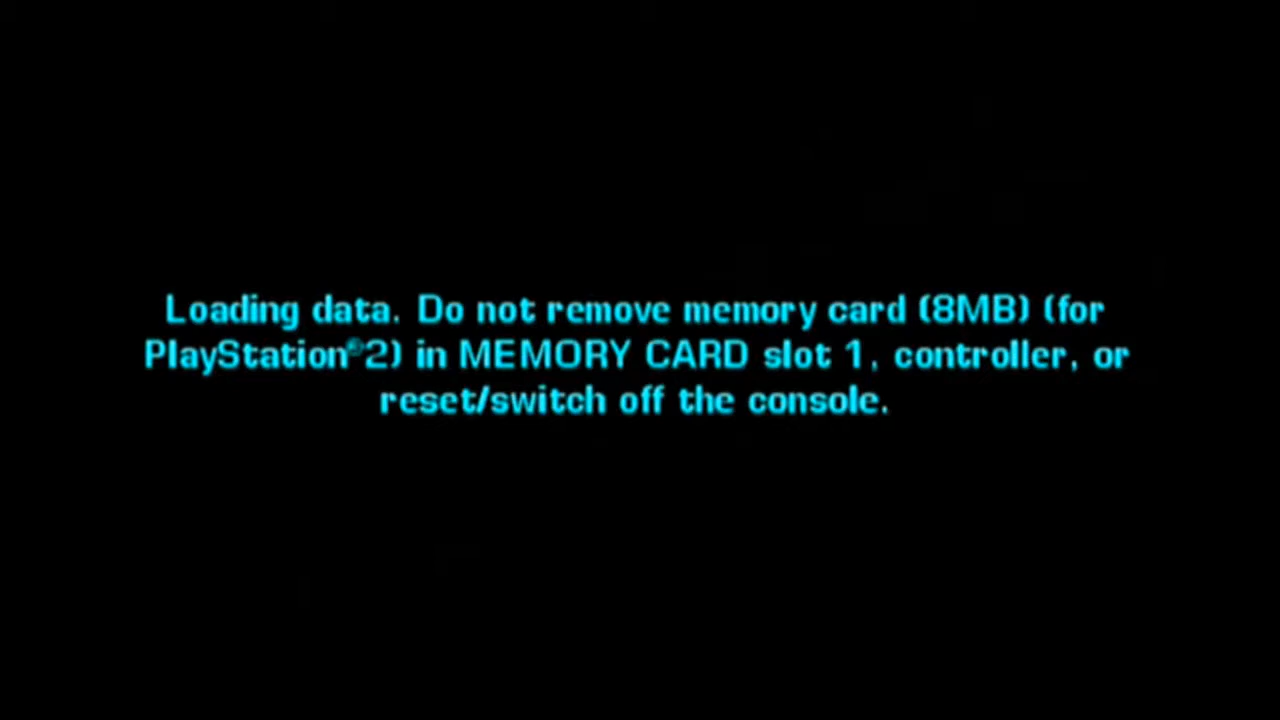 Loading data. Do not remove memory card (8MB) (for
PlayStation®2) in MEMORY CARD slot 1, controller, or
reset/switch off the console.